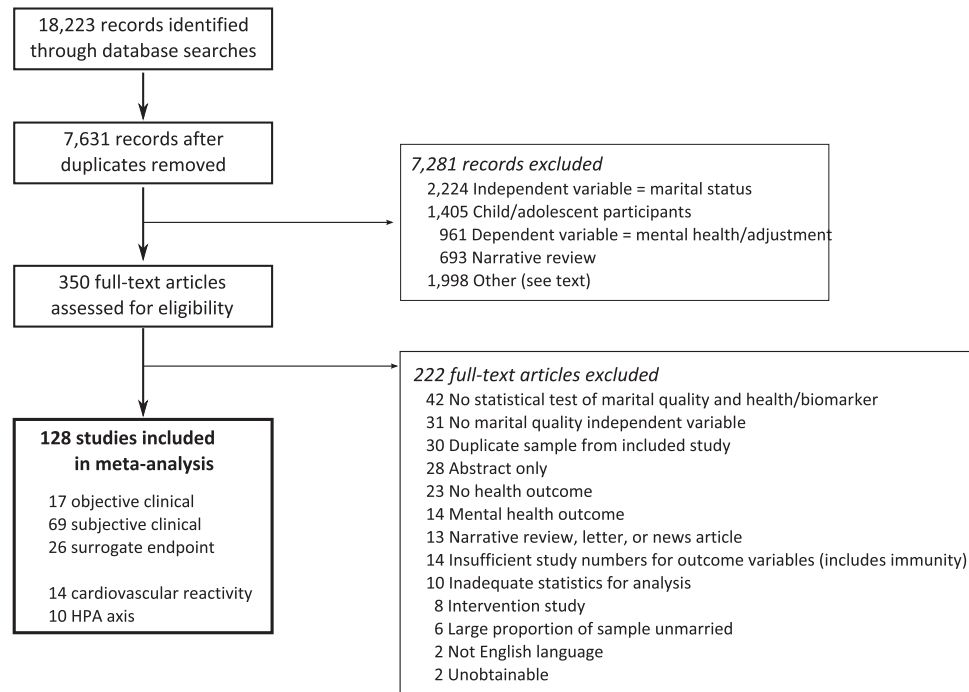 18,223 records identified
through database searches
7,631 records after
duplicates removed
7,281 records excluded
2,224 Independent variable = marital status
1,405 Child/adolescent participants
961 Dependent variable = mental health/adjustment
693 Narrative review
1,998 Other (see text)
350 full-text articles
assessed for eligibility
222 full-text articles excluded
42 No statistical test of marital quality and health/biomarker
31 No marital quality independent variable
30 Duplicate sample from included study
28 Abstract only
23 No health outcome
14 Mental health outcome
13 Narrative review, letter, or news article
14 Insufficient study numbers for outcome variables (includes immunity)
10 Inadequate statistics for analysis
8 Intervention study
6 Large proportion of sample unmarried
2 Not English language
2 Unobtainable
128 studies included
in meta-analysis
17 objective clinical
69 subjective clinical
26 surrogate endpoint
14 cardiovascular reactivity
10 HPA axis